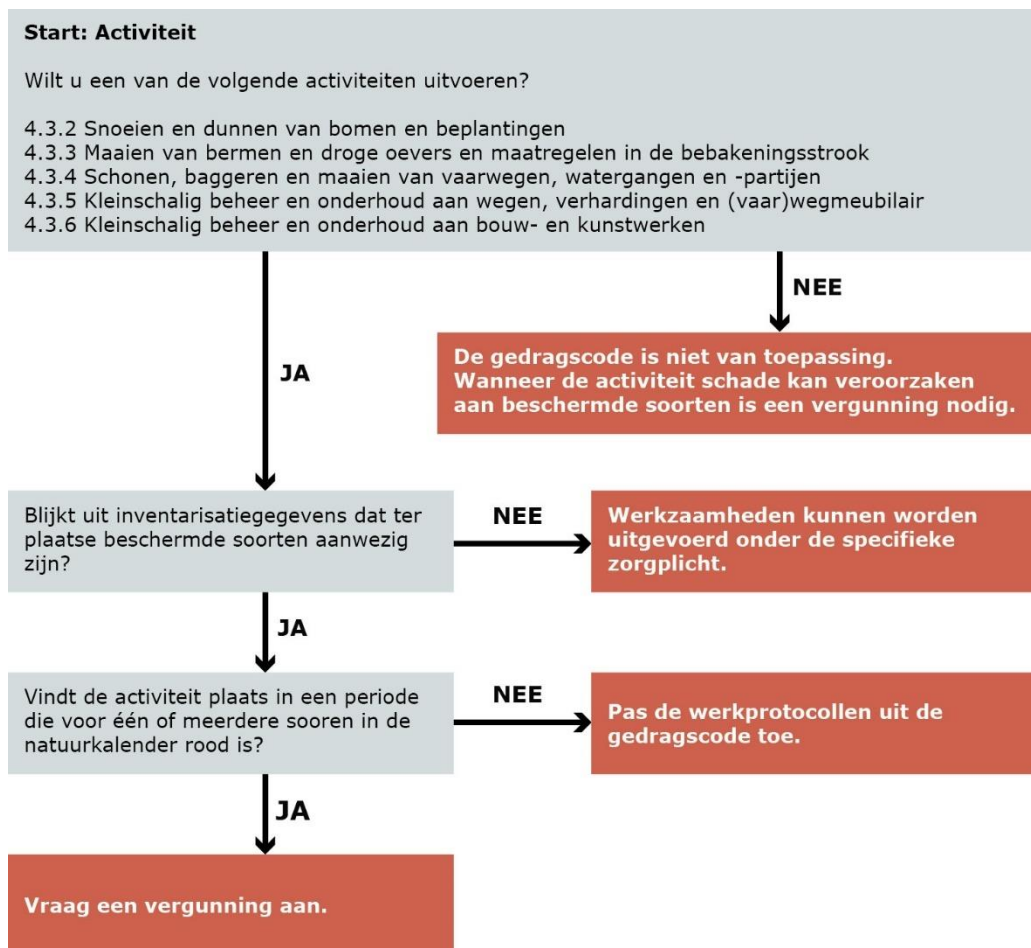 Start: Activiteit
Wilt u een van de volgende activiteiten uitvoeren?
4.3.2 Snoeien en dunnen van bomen en beplantingen
4.3.3 Maaien van bermen en droge oevers en maatregelen in de bebakeningsstrook
4.3.4 Schonen, baggeren en maaien van vaarwegen, watergangen en -partijen
4.3.5 Kleinschalig beheer en onderhoud aan wegen, verhardingen en (vaar)wegmeubilair
4.3.6 Kleinschalig beheer en onderhoud aan bouw- en kunstwerken
NEE
De gedragscode is niet van toepassing.
Wanneer de activiteit schade kan veroorzaken
aan beschermde soorten is een vergunning nodig.
JA
Blijkt uit inventarisatiegegevens dat ter
plaatse beschermde soorten aanwezig
zijn?
NEE
Werkzaamheden kunnen worden
uitgevoerd onder de specifieke
zorgplicht.
JA
Vindt de activiteit plaats in een periode
die voor één of meerdere sooren in de
natuurkalender rood is?
NEE
Pas de werkprotocollen uit de
gedragscode toe.
JA
Vraag een vergunning aan.